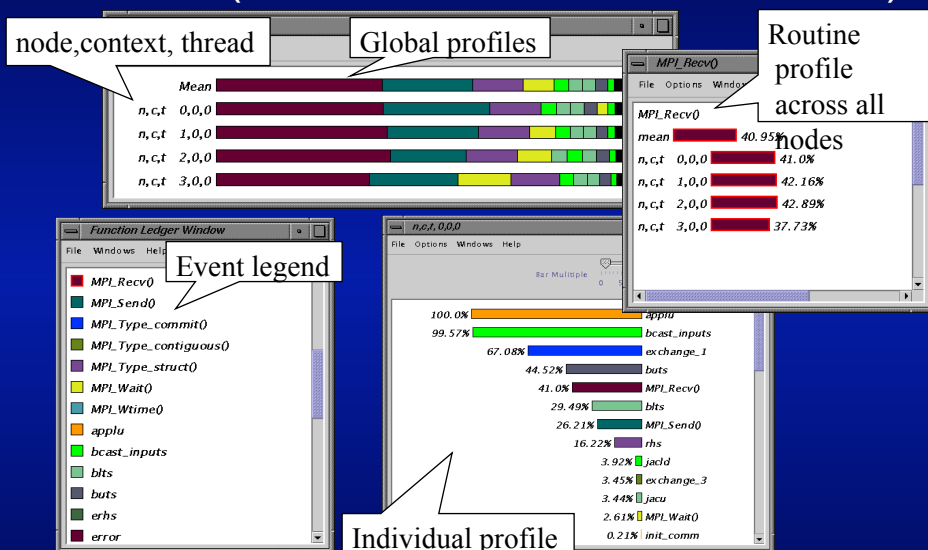 node,context, thread
Global profiles
Routine
profile
across all
nodes
Mean
n,c,t 0,0,0
n,c,t 1,0,0
n,c,t 2,0,0
n,c,t 3,0,0
MPI_Recv()
File Options Window
MPI_Recv()
mean 40.95%
n,c,t 0,0,0 41.0%
n,c,t 1,0,0 42.16%
n,c,t 2,0,0 42.89%
n,c,t 3,0,0 37.73%
Function Ledger Window
File Windows Help
Event legend
MPI_Recv()
MPI_Send()
MPI_Type_commit()
MPI_Type_contiguous()
MPI_Type_struct()
MPI_Wait()
MPI_Wtime()
applu
bcast_inputs
blts
buts
erhs
error
n,c,t, 0,0,0
File Options Windows Help
Bar Mulitiple
0 5
100.0% applu
99.57% bcast_inputs
67.08% exchange_1
44.52% buts
41.0% MPI_Recv()
29.49% blts
26.21% MPI_Send()
16.22% rhs
3.92% jacld
3.45% exchange_3
3.44% jacu
2.61% MPI_Wait()
0.21% init_comm
Individual profile